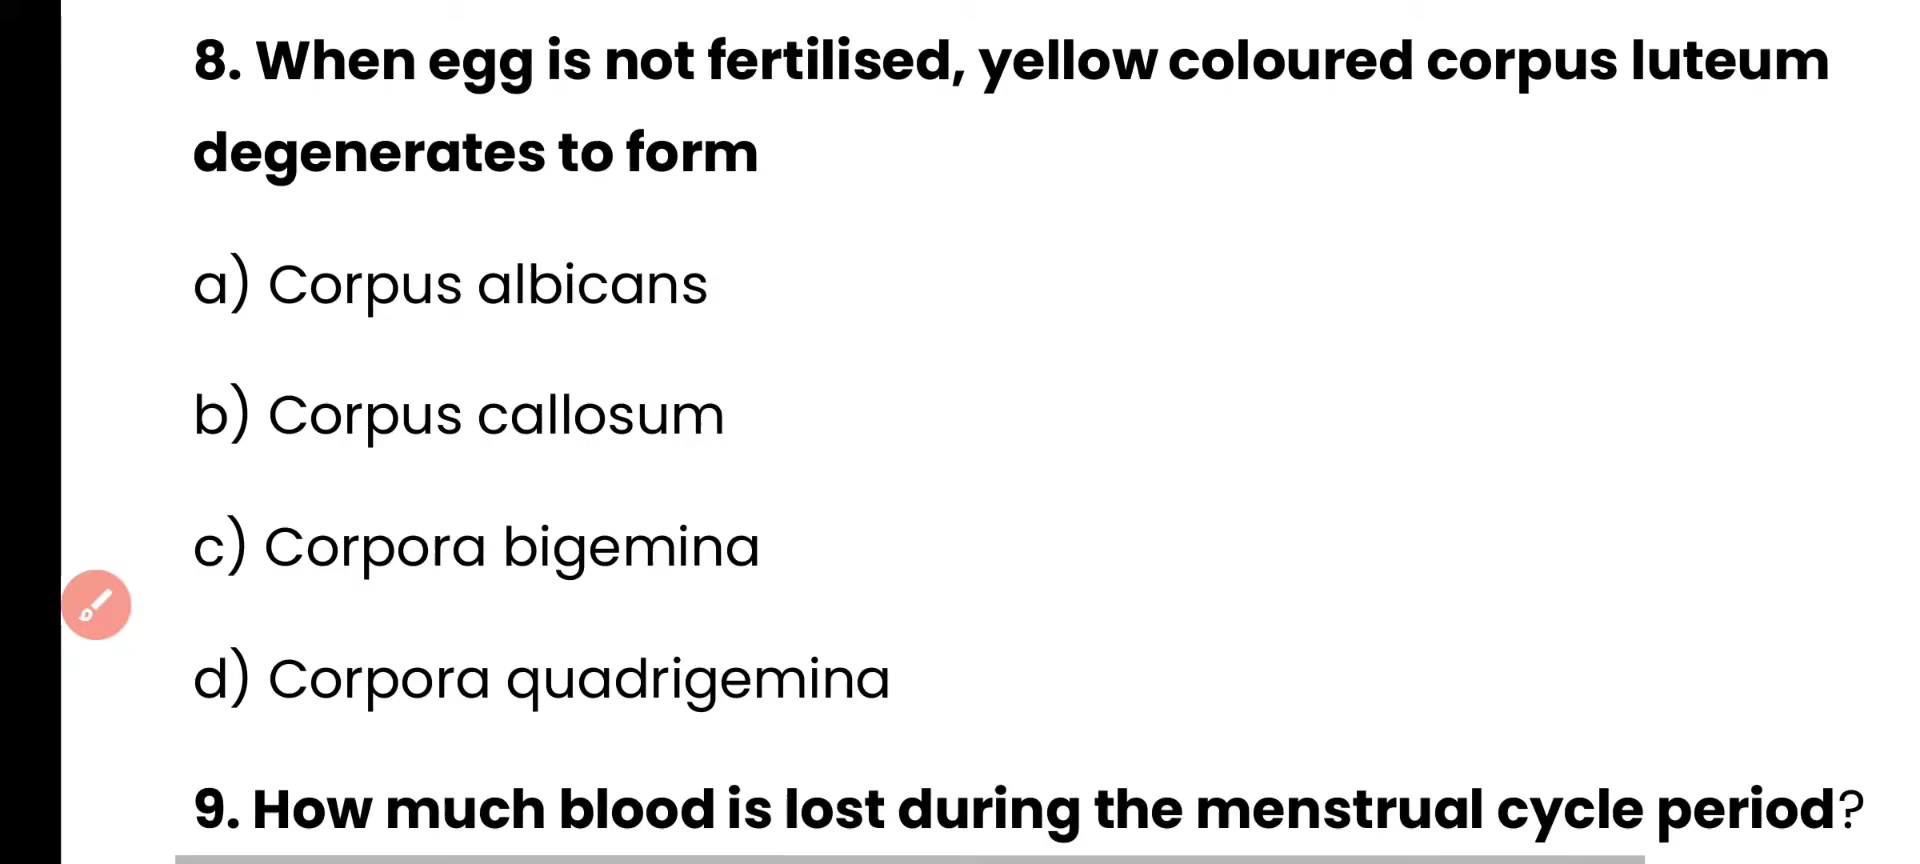 8. When egg is not fertilised, yellow coloured corpus luteum
degenerates to form
a) Corpus albicans
b) Corpus callosum
c) Corpora bigemina
d) Corpora quadrigemina
9. How much blood is lost during the menstrual cycle period?